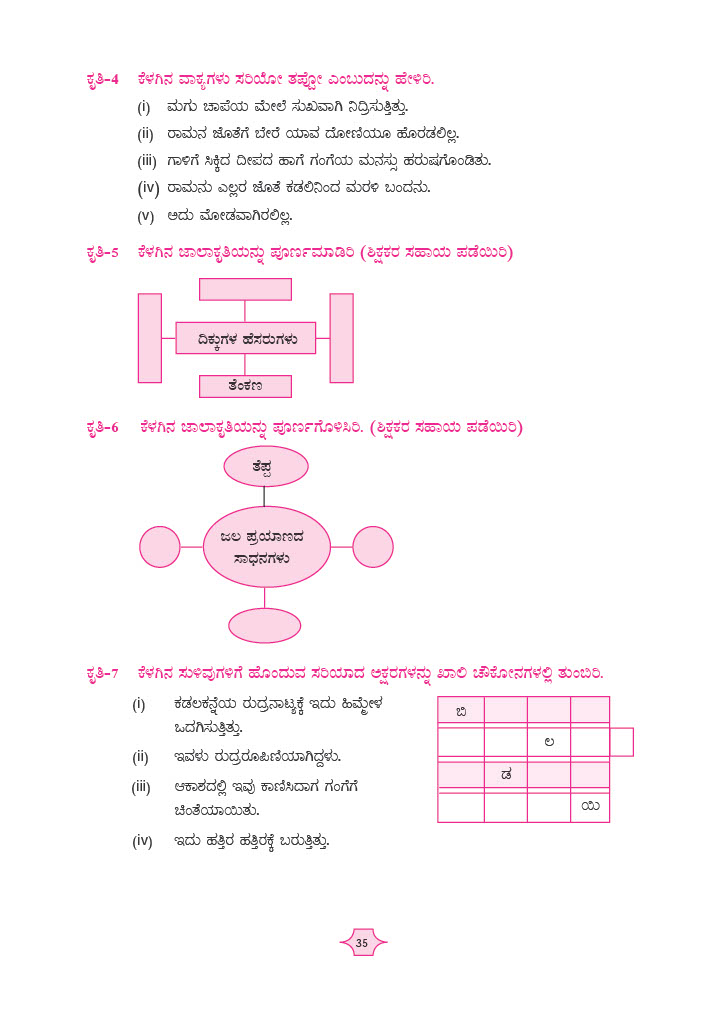 ಕೃತಿ-4 ಕೆಳಗಿನ ವಾಕ್ಯಗಳು ಸರಿಯೋ ತಪ್ಪೋ ಎಂಬುದನ್ನು ಹೇಳಿರಿ.
(i) ಮಗು ಚಾಪೆಯ ಮೇಲೆ ಸುಖವಾಗಿ ನಿದ್ರಿಸುತ್ತಿತ್ತು.
(ii) ರಾಮನ ಜೊತೆಗೆ ಬೇರೆ ಯಾವ ದೋಣಿಯೂ ಹೊರಡಲಿಲ್ಲ.
(iii) ಗಾಳಿಗೆ ಸಿಕ್ಕಿದ ದೀಪದ ಹಾಗೆ ಗಂಗೆಯ ಮನಸ್ಸು ಹರುಷಗೊಂಡಿತು.
(iv) ರಾಮನು ಎಲ್ಲರ ಜೊತೆ ಕಡಲಿನಿಂದ ಮರಳಿ ಬಂದನು.
(v) ಅದು ಮೋಡವಾಗಿರಲಿಲ್ಲ.
ಕೃತಿ-5 ಕೆಳಗಿನ ಜಾಲಾಕೃತಿಯನ್ನು ಪೂರ್ಣಮಾಡಿರಿ (ಶಿಕ್ಷಕರ ಸಹಾಯ ಪಡೆಯಿರಿ)
ದಿಕ್ಕುಗಳ ಹೆಸರುಗಳು
ತೆಂಕಣ
ಕೃತಿ-6 ಕೆಳಗಿನ ಜಾಲಾಕೃತಿಯನ್ನು ಪೂರ್ಣಗೊಳಿಸಿರಿ. (ಶಿಕ್ಷಕರ ಸಹಾಯ ಪಡೆಯಿರಿ)
ತೆಪ್ಪ
ಜಲ ಪ್ರಯಾಣದ
ಸಾಧನಗಳು
ಕೃತಿ-7 ಕೆಳಗಿನ ಸುಳಿವುಗಳಿಗೆ ಹೊಂದುವ ಸರಿಯಾದ ಅಕ್ಷರಗಳನ್ನು ಖಾಲಿ ಚೌಕೋನಗಳಲ್ಲಿ ತುಂಬಿರಿ.
(i) ಕಡಲಕನ್ನೆಯ ರುದ್ರನಾಟ್ಯಕ್ಕೆ ಇದು ಹಿಮ್ಮೇಳ
ಒದಗಿಸುತ್ತಿತ್ತು.
(ii) ಇವಳು ರುದ್ರರೂಪಿಣಿಯಾಗಿದ್ದಳು.
(iii) ಆಕಾಶದಲ್ಲಿ ಇವು ಕಾಣಿಸಿದಾಗ ಗಂಗೆಗೆ
ಚಿಂತೆಯಾಯಿತು.
(iv) ಇದು ಹತ್ತಿರ ಹತ್ತಿರಕ್ಕೆ ಬರುತ್ತಿತ್ತು.
ಬಿ
ಲ
ಡ
ಯಿ
35